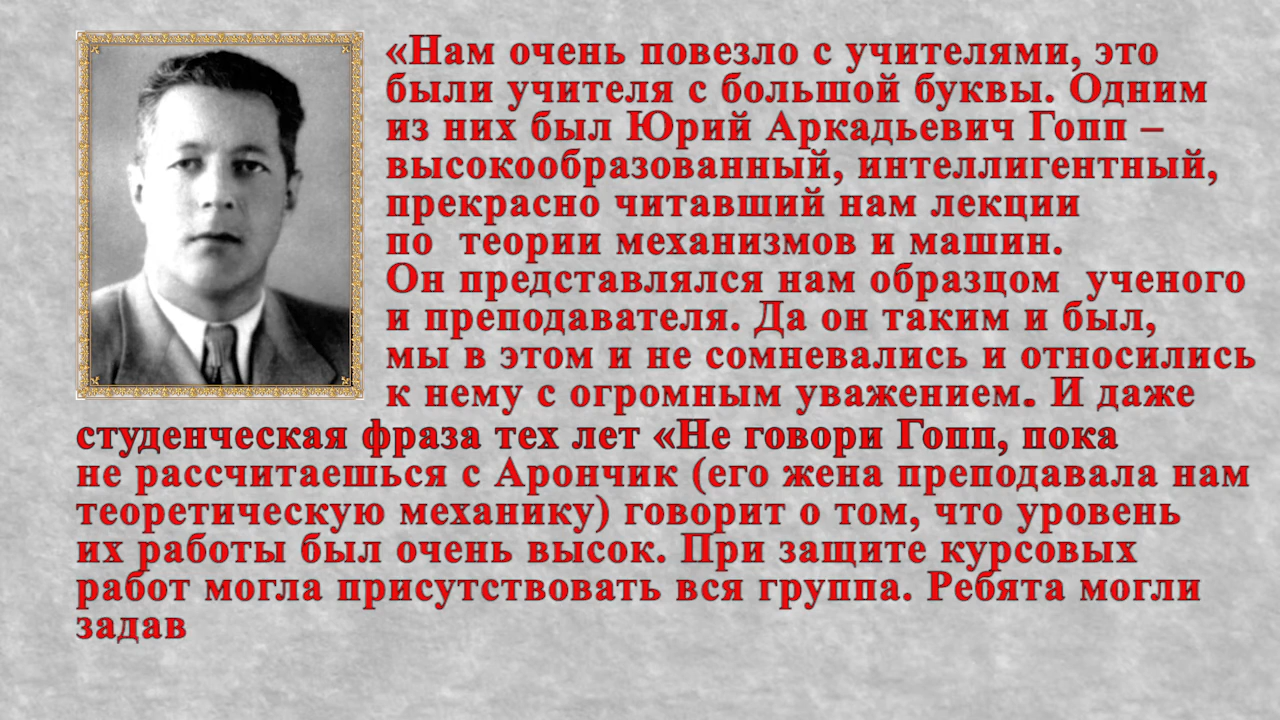 «Нам очень повезло с учителями, это
были учителя с большой буквы. Одним
из них был Юрий Аркадьевич Гопп –
высокообразованный, интеллигентный,
прекрасно читавший нам лекции
по  теории механизмов и машин.
Он представлялся нам образцом  ученого
и преподавателя. Да он таким и был,
мы в этом и не сомневались и относились
к нему с огромным уважением. И даже
студенческая фраза тех лет «Не говори Гопп, пока
не рассчитаешься с Арончик (его жена преподавала нам
теоретическую механику) говорит о том, что уровень
их работы был очень высок. При защите курсовых
работ могла присутствовать вся группа. Ребята могли
задав